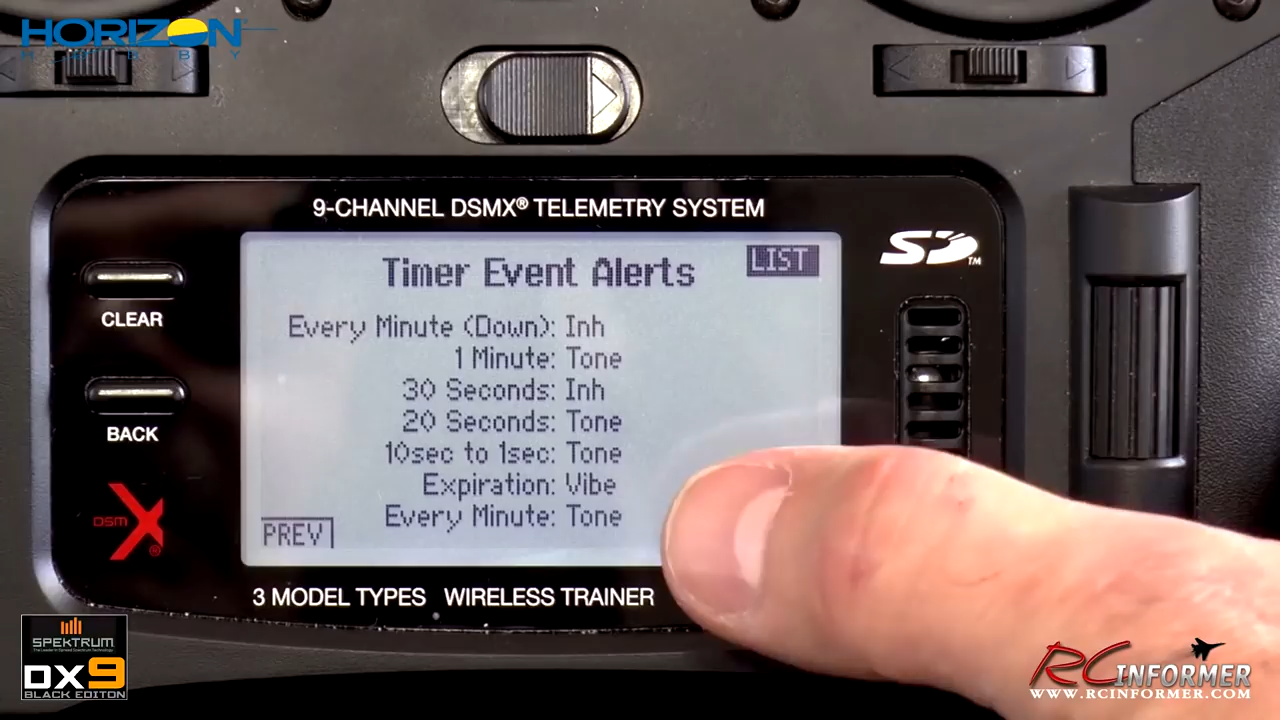 HORIZON
HOBBY
9-CHANNEL DSMX® TELEMETRY SYSTEM
SD™
LIST
Timer Event Alerts
Every Minute (Down): Inh
1 Minute: Tone
30 Seconds: Inh
20 Seconds: Tone
10sec to 1sec: Tone
Expiration: Vibe
Every Minute: Tone
PREV
CLEAR
BACK
DSMX®
3 MODEL TYPES WIRELESS TRAINER
SPEKTRUM
DX9
BLACK EDITON
RC INFORMER
WWW.RCINFORMER.COM